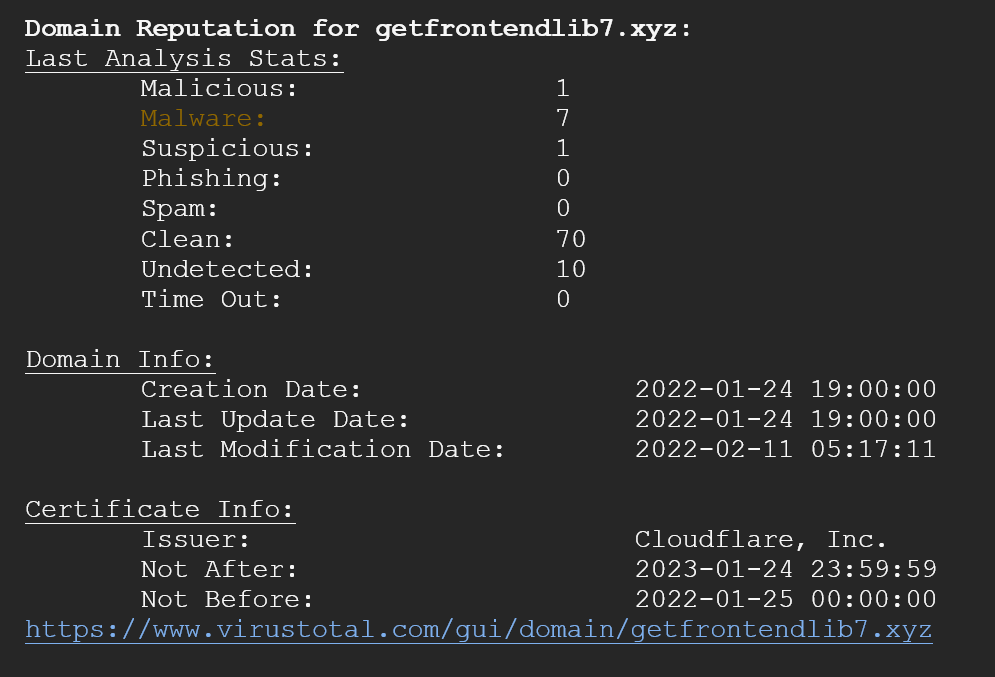 Domain Reputation for getfrontendlib7.xyz:
Last Analysis Stats:
Malicious: 1
Malware: 7
Suspicious: 1
Phishing: 0
Spam: 0
Clean: 70
Undetected: 10
Time Out: 0
Domain Info:
Creation Date: 2022-01-24 19:00:00
Last Update Date: 2022-01-24 19:00:00
Last Modification Date: 2022-02-11 05:17:11
Certificate Info:
Issuer: Cloudflare, Inc.
Not After: 2023-01-24 23:59:59
Not Before: 2022-01-25 00:00:00
https://www.virustotal.com/gui/domain/getfrontendlib7.xyz